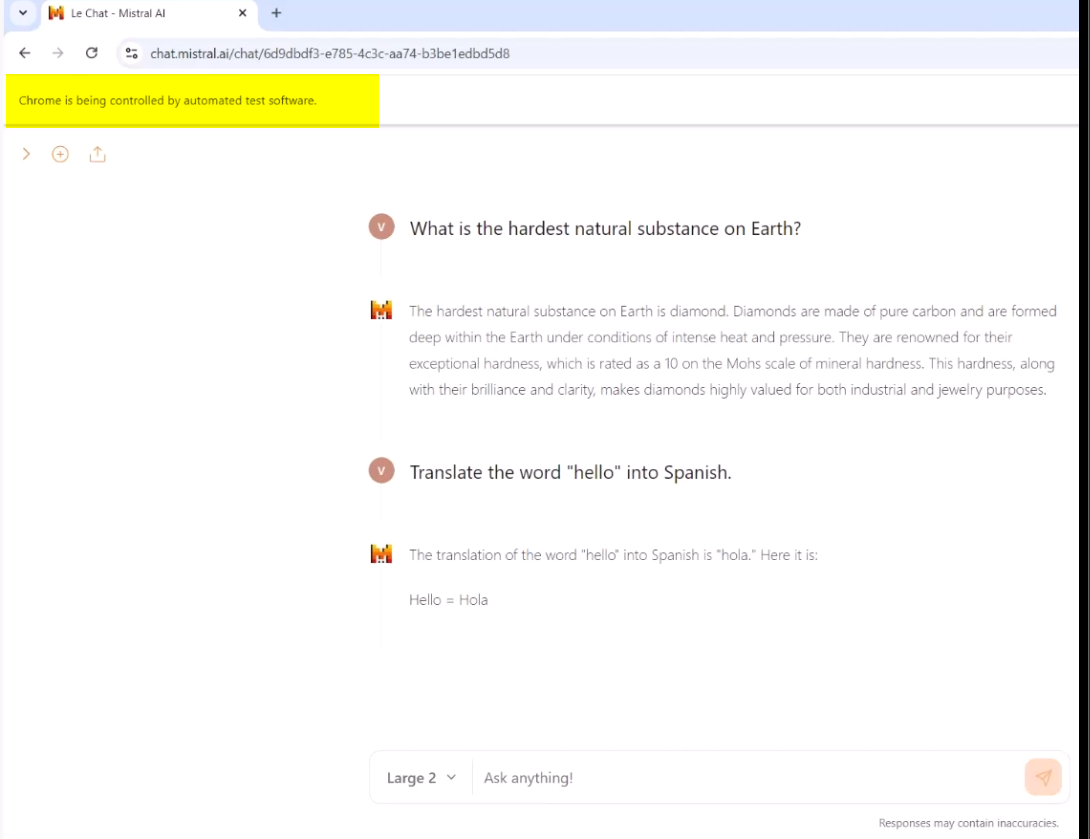 Le Chat - Mistral AI
chat.mistral.ai/chat/6d9dbdf3-e785-4c3c-aa74-b3be1edbd5d8
Chrome is being controlled by automated test software.
V
What is the hardest natural substance on Earth?
The hardest natural substance on Earth is diamond. Diamonds are made of pure carbon and are formed
deep within the Earth under conditions of intense heat and pressure. They are renowned for their
exceptional hardness, which is rated as a 10 on the Mohs scale of mineral hardness. This hardness, along
with their brilliance and clarity, makes diamonds highly valued for both industrial and jewelry purposes.
V
Translate the word "hello" into Spanish.
The translation of the word "hello" into Spanish is "hola." Here it is:
Hello = Hola
Large 2
Ask anything!
Responses may contain inaccuracies.